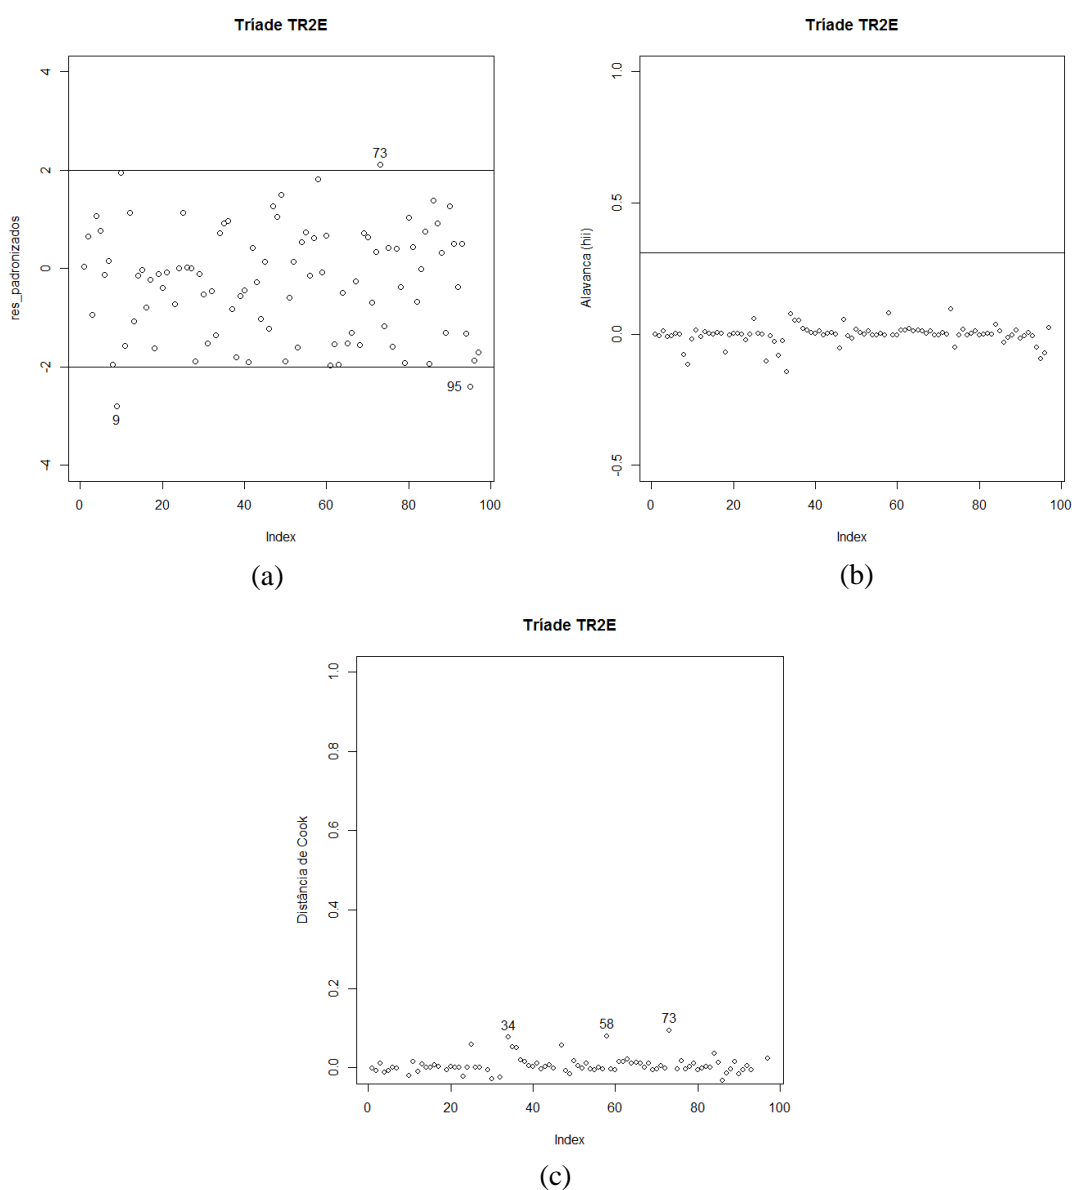 Tríade TR2E
res_padronizados
4
2
0
-2
-4
73
95
9
0 20 40 60 80 100
Index
(a)
Tríade TR2E
Alavanca (hii)
1.0
0.5
0.0
-0.5
0 20 40 60 80 100
Index
(b)
Tríade TR2E
Distância de Cook
1.0
0.8
0.6
0.4
0.2
0.0
34
58
73
0 20 40 60 80 100
Index
(c)